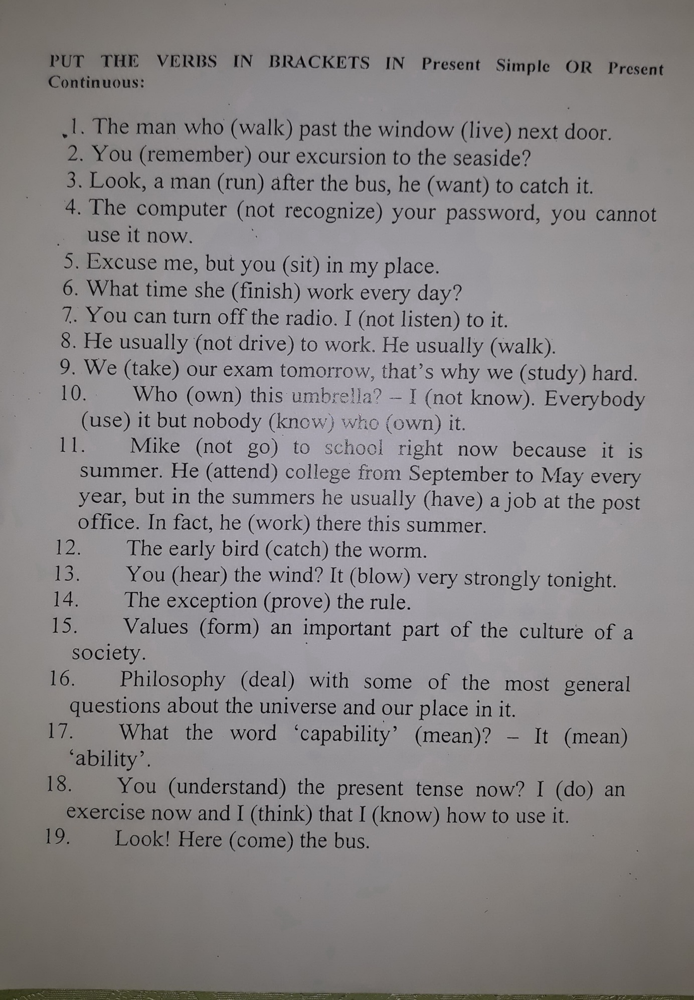 PUT THE VERBS IN BRACKETS IN Present Simple OR Present
Continuous:
1. The man who (walk) past the window (live) next door.
2. You (remember) our excursion to the seaside?
3. Look, a man (run) after the bus, he (want) to catch it.
4. The computer (not recognize) your password, you cannot
use it now.
5. Excuse me, but you (sit) in my place.
6. What time she (finish) work every day?
7. You can turn off the radio. I (not listen) to it.
8. He usually (not drive) to work. He usually (walk).
9. We (take) our exam tomorrow, that's why we (study) hard.
10. Who (own) this umbrella? – I (not know). Everybody
(use) it but nobody (know) who (own) it.
11. Mike (not go) to school right now because it is
summer. He (attend) college from September to May every
year, but in the summers he usually (have) a job at the post
office. In fact, he (work) there this summer.
12. The early bird (catch) the worm.
13. You (hear) the wind? It (blow) very strongly tonight.
14. The exception (prove) the rule.
15. Values (form) an important part of the culture of a
society.
16. Philosophy (deal) with some of the most general
questions about the universe and our place in it.
17. What the word ‘capability’ (mean)? – It (mean)
‘ability’.
18. You (understand) the present tense now? I (do) an
exercise now and I (think) that I (know) how to use it.
19. Look! Here (come) the bus.